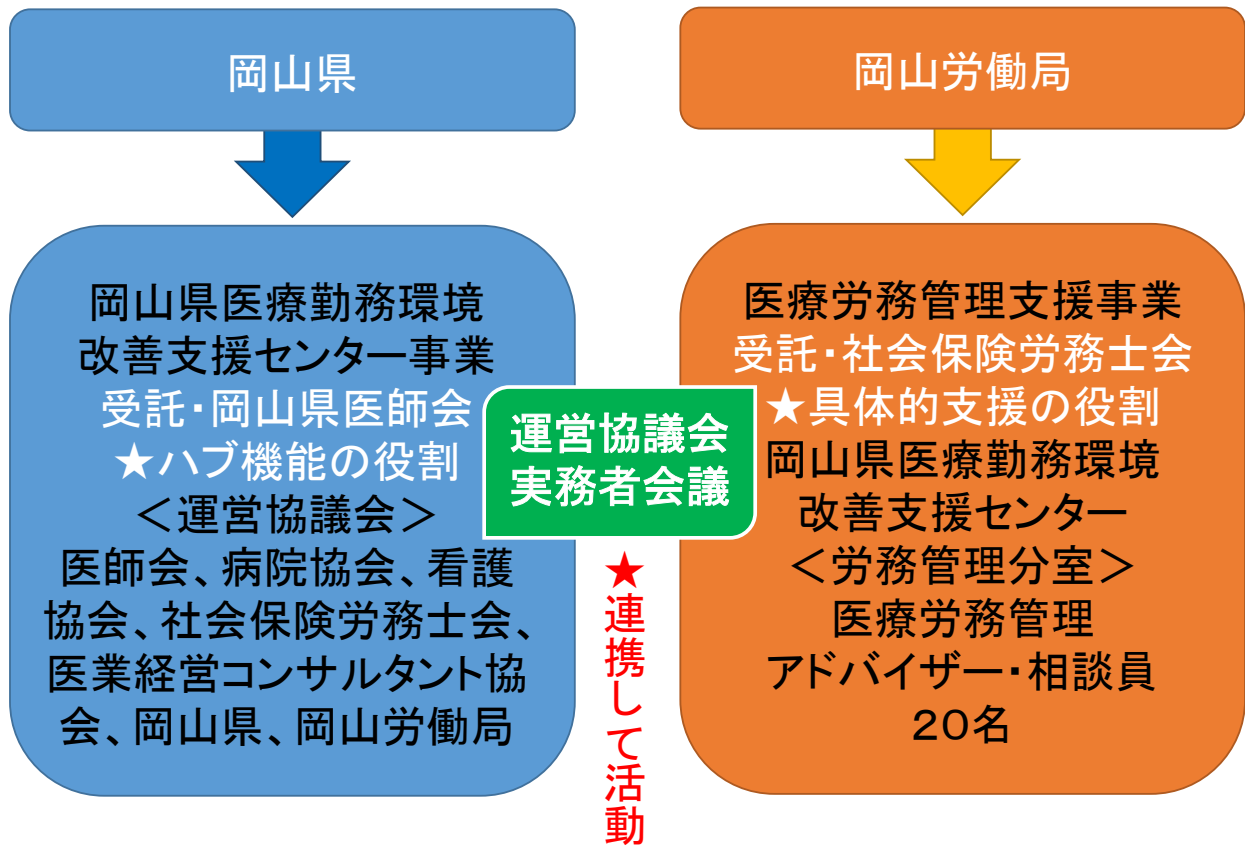 岡山県
岡山県医療勤務環境
改善支援センター事業
受託・岡山県医師会
★ハブ機能の役割
＜運営協議会＞
医師会、病院協会、看護
協会、社会保険労務士会、
医業経営コンサルタント協
会、岡山県、岡山労働局
運営協議会
実務者会議
★連携して活動
岡山労働局
医療労務管理支援事業
受託・社会保険労務士会
★具体的支援の役割
岡山県医療勤務環境
改善支援センター
＜労務管理分室＞
医療労務管理
アドバイザー・相談員
２０名